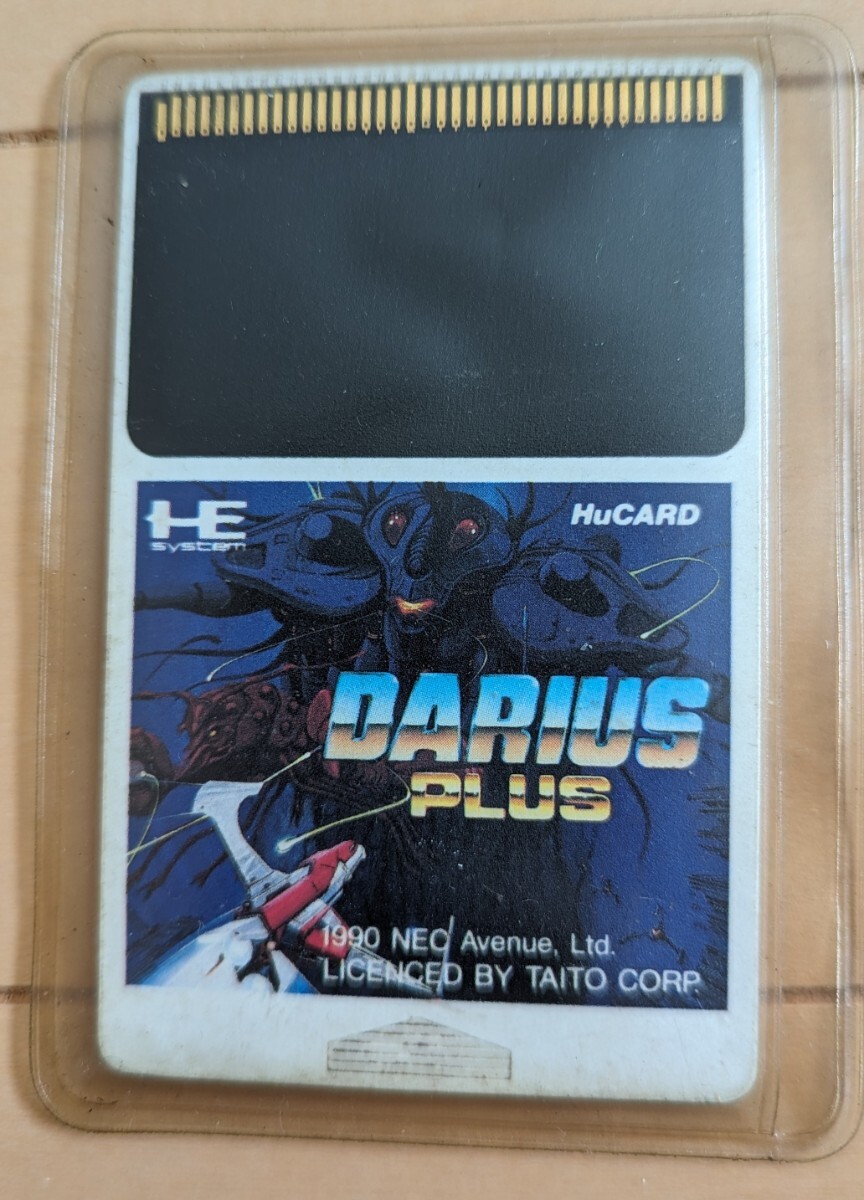 HE
system
HuCARD
DARIUS
PLUS
1990 NEC Avenue, Ltd.
LICENCED BY TAITO CORP.